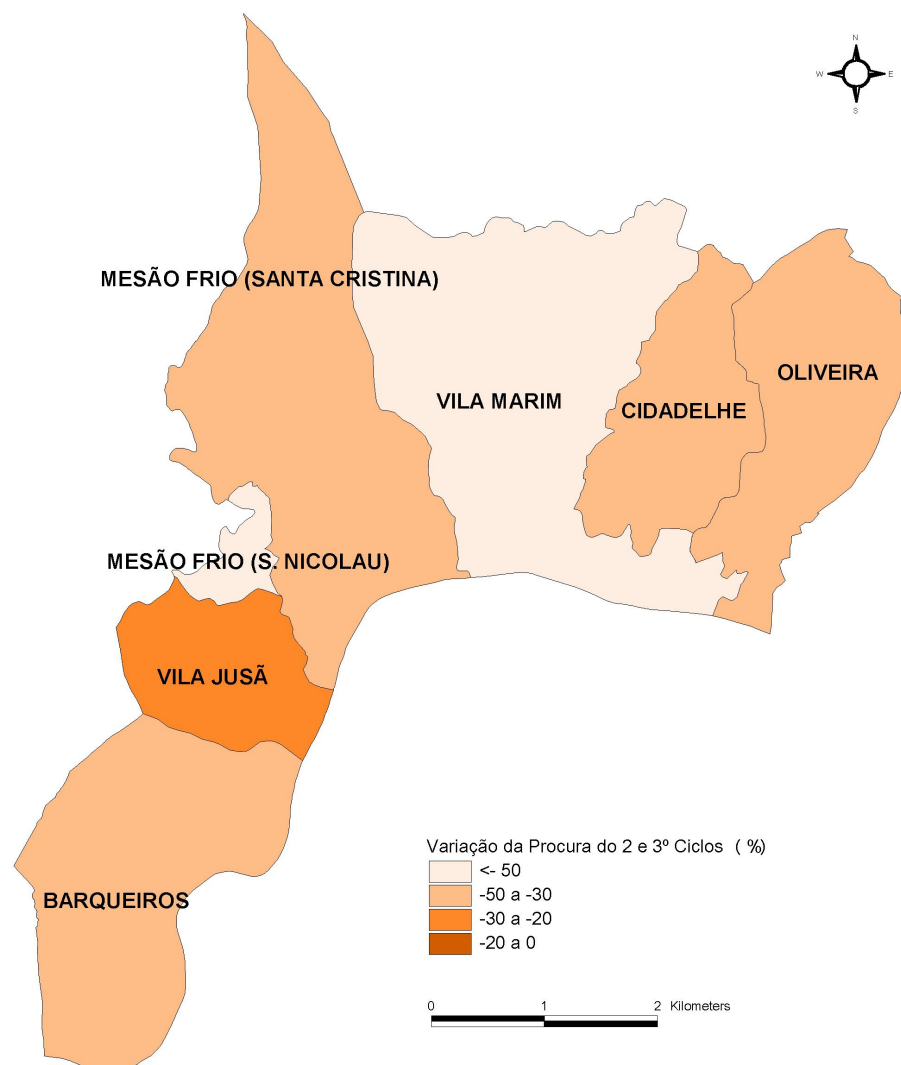 N
W E
S
MESÃO FRIO (SANTA CRISTINA)
OLIVEIRA
VILA MARIM
CIDADELHE
MESÃO FRIO (S. NICOLAU)
VILA JUSÃ
BARQUEIROS
Variação da Procura do 2 e 3º Ciclos ( %)
<- 50
-50 a -30
-30 a -20
-20 a 0
0 1 2 Kilometers